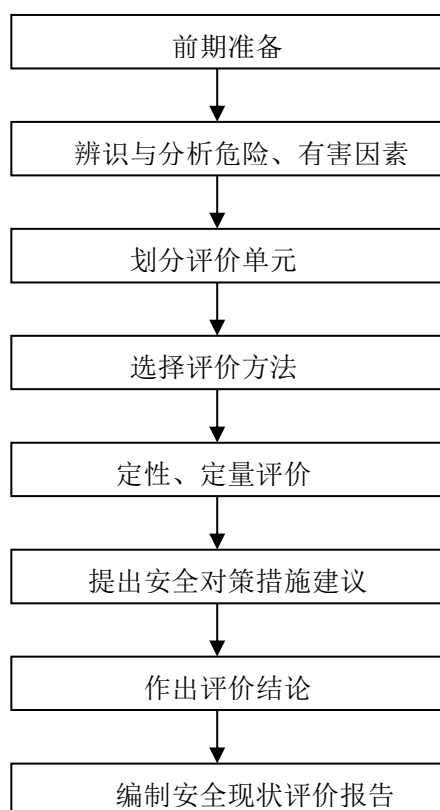 前期准备
辨识与分析危险、有害因素
划分评价单元
选择评价方法
定性、定量评价
提出安全对策措施建议
作出评价结论
编制安全现状评价报告